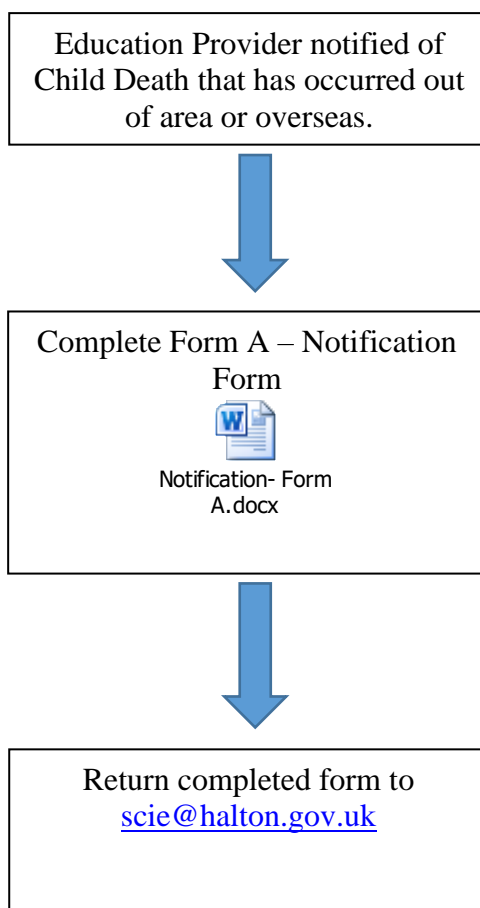 Education Provider notified of
Child Death that has occurred out
of area or overseas.
Complete Form A – Notification
Form
W
Notification- Form
A.docx
Return completed form to
scie@halton.gov.uk